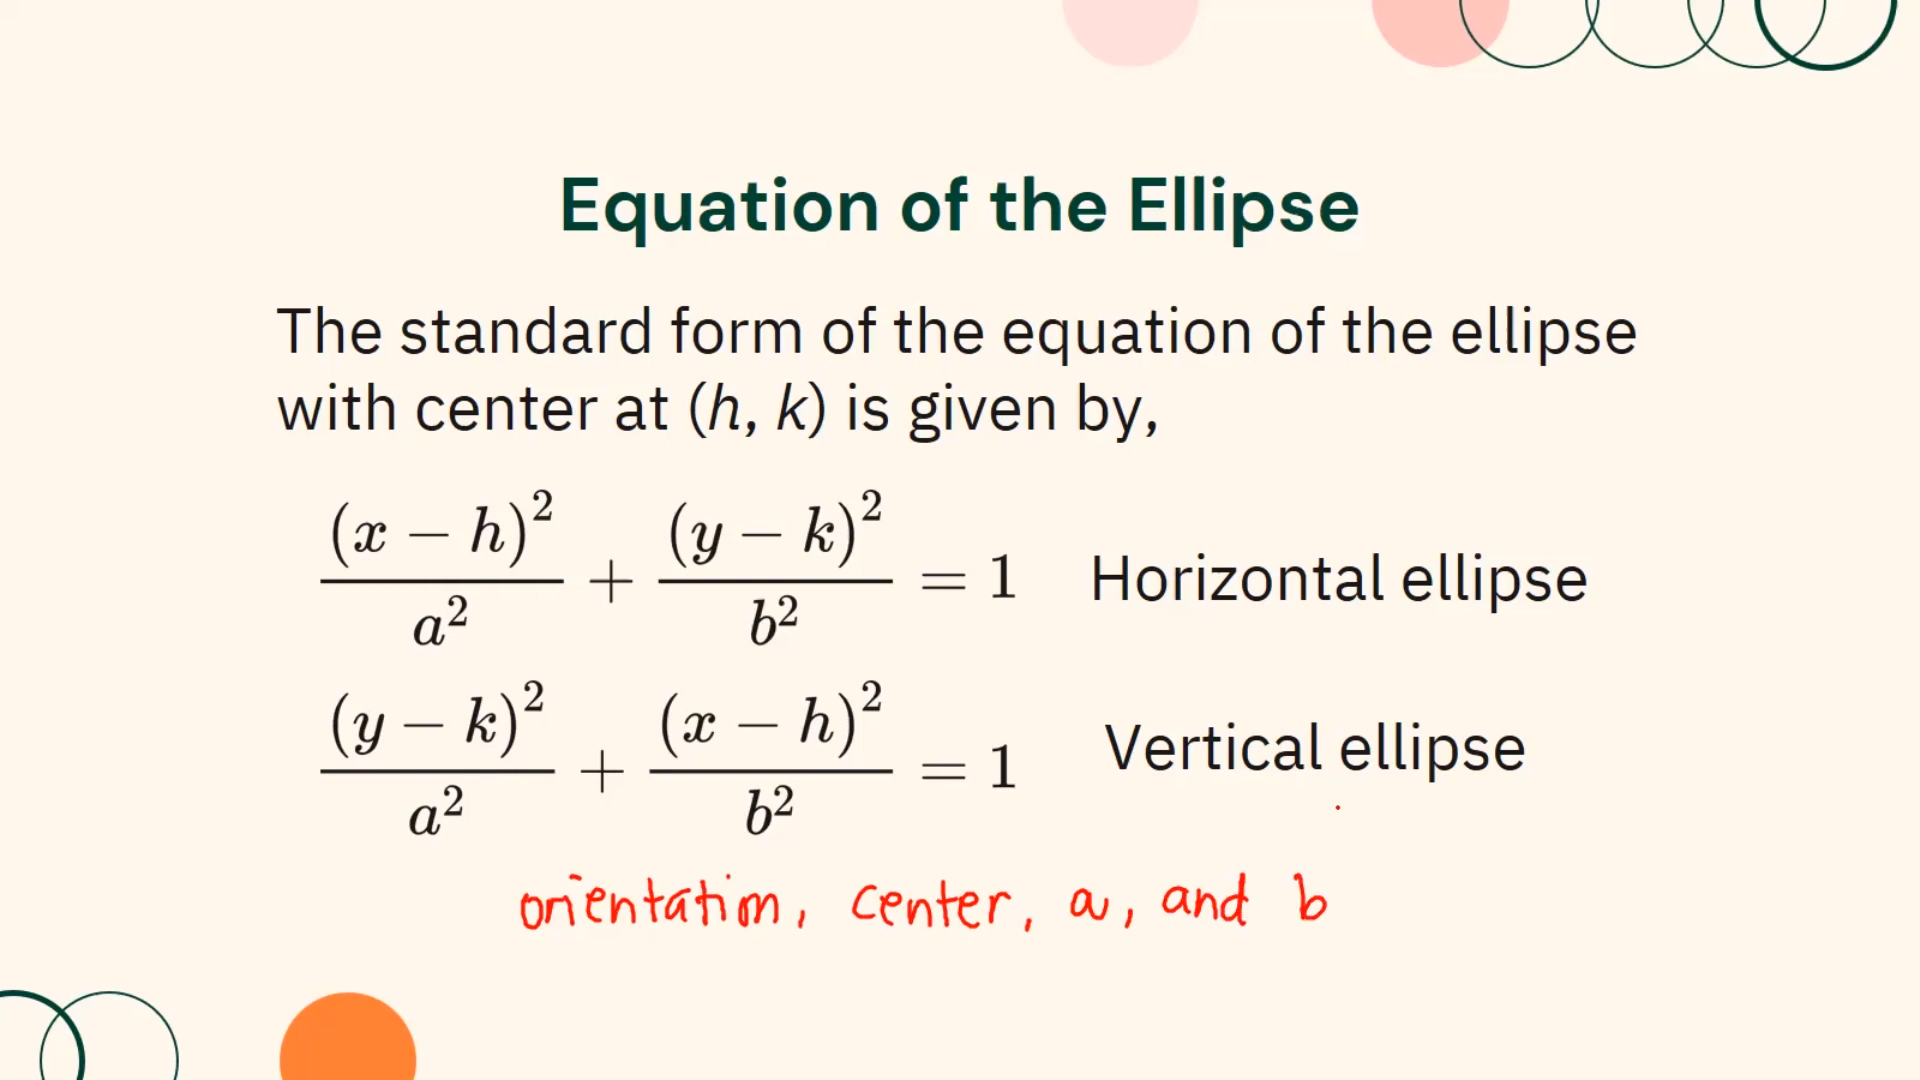 Equation of the Ellipse
The standard form of the equation of the ellipse
with center at (h, k) is given by,
(x − h)²/a² + (y − k)²/b² = 1 Horizontal ellipse
(y − k)²/a² + (x − h)²/b² = 1 Vertical ellipse
orientation, center, a, and b